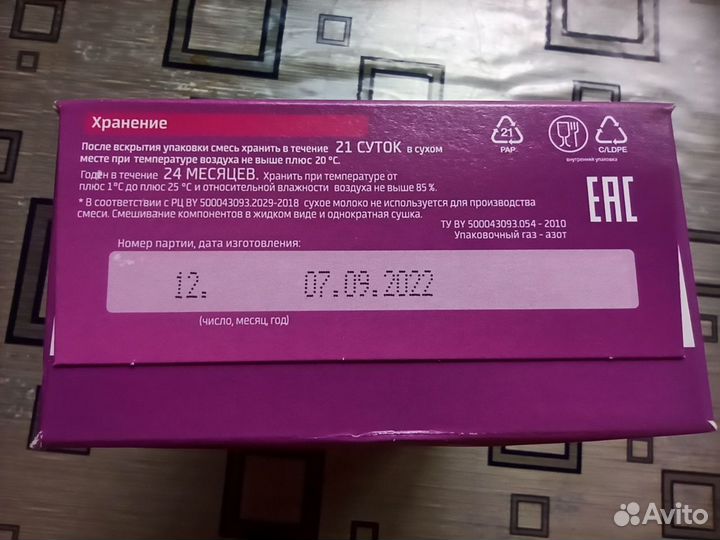 Хранение
После вскрытия упаковки смесь хранить в течение 21 СУТОК в сухом
месте при температуре воздуха не выше плюс 20 °С.
Годен в течение 24 МЕСЯЦЕВ. Хранить при температуре от
плюс 1°С до плюс 25 °С и относительной влажности воздуха не выше 85 %.
* В соответствии с РЦ BY 500043093.2029-2018 сухое молоко не используется для производства
смеси. Смешивание компонентов в жидком виде и однократная сушка.
ТУ BY 500043093.054 - 2010
Упаковочный газ - азот
21
PAP
внутренний упаковка
C/LDPE
EAC
Номер партии, дата изготовления:
12. 07.09.2022
(число, месяц, год)
Avito